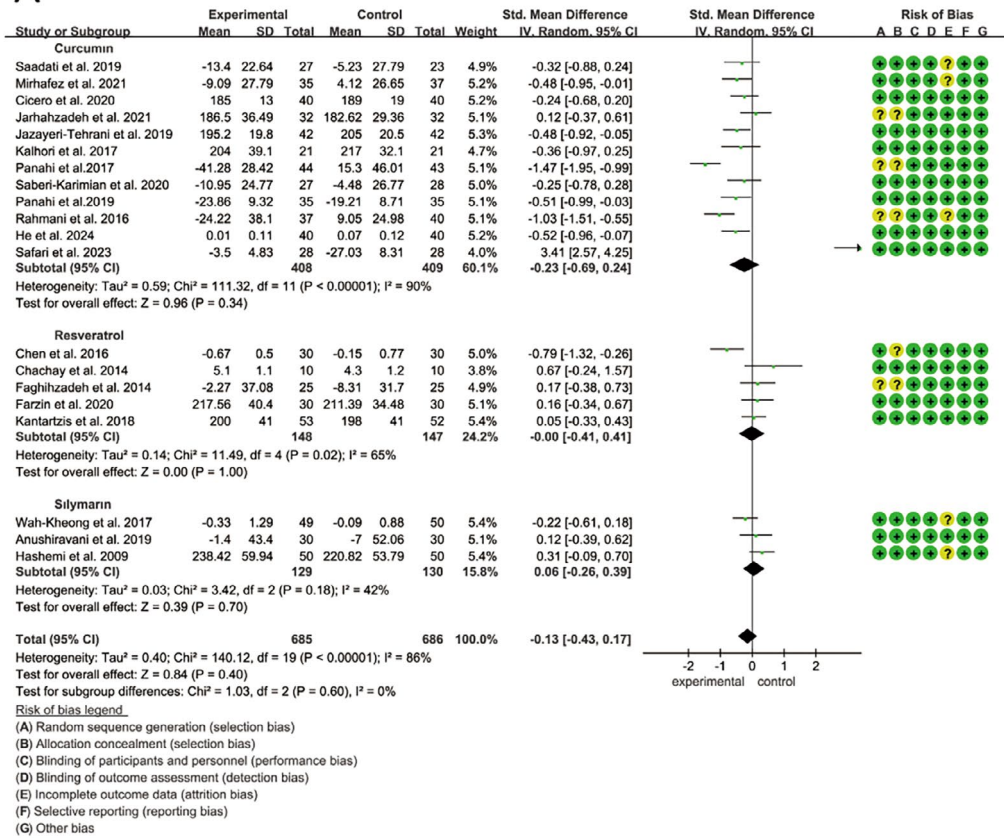 Experimental Control Std. Mean Difference Std. Mean Difference Risk of Bias
Study or Subgroup Mean SD Total Mean SD Total Weight IV, Random, 95% CI IV, Random, 95% CI A B C D E F G
Curcumin
Saadati et al. 2019 -13.4 22.64 27 -5.23 27.79 23 4.9% -0.32 [-0.88, 0.24] + + + + ? + +
Mirhafez et al. 2021 -9.09 27.79 35 4.12 26.65 37 5.2% -0.48 [-0.95, -0.01] + + + + ? + +
Cicero et al. 2020 185 13 40 189 19 40 5.2% -0.24 [-0.68, 0.20] + + + + + + +
Jarhahzadeh et al. 2021 186.5 36.49 32 182.62 29.36 32 5.1% 0.12 [-0.37, 0.61] ? ? + + + + +
Jazayeri-Tehrani et al. 2019 195.2 19.8 42 205 20.5 42 5.2% -0.48 [-0.92, -0.05] + + + + + + +
Kalhori et al. 2017 204 39.1 21 217 32.1 21 4.7% -0.36 [-0.97, 0.25] + + + + + + +
Panahi et al.2017 -41.28 28.42 44 15.3 46.01 43 5.1% -1.47 [-1.95, -0.99] ? ? + + + + +
Saberi-Karimian et al. 2020 -10.95 24.77 27 -4.48 26.77 28 5.0% -0.25 [-0.78, 0.28] + + + + + + +
Panahi et al.2019 -23.86 9.32 35 -19.21 8.71 35 5.1% -0.51 [-0.99, -0.03] + + + + + + +
Rahmani et al. 2016 -24.22 38.1 37 9.05 24.98 40 5.1% -1.03 [-1.51, -0.55] ? ? + + ? + +
He et al. 2024 0.01 0.11 40 0.07 0.12 40 5.2% -0.52 [-0.96, -0.07] + + + + + + +
Safari et al. 2023 -3.5 4.83 28 -27.03 8.31 28 4.0% 3.41 [2.57, 4.25] + + + + + + +
Subtotal (95% CI) 408 409 60.1% -0.23 [-0.69, 0.24]
Heterogeneity: Tau² = 0.59; Chi² = 111.32, df = 11 (P < 0.00001); I² = 90%
Test for overall effect: Z = 0.96 (P = 0.34)
Resveratrol
Chen et al. 2016 -0.67 0.5 30 -0.15 0.77 30 5.0% -0.79 [-1.32, -0.26] + ? + + + + +
Chachay et al. 2014 5.1 1.1 10 4.3 1.2 10 3.8% 0.67 [-0.24, 1.57] + + + + + + +
Faghihzadeh et al. 2014 -2.27 37.08 25 -8.31 31.7 25 4.9% 0.17 [-0.38, 0.73] ? ? + + + + +
Farzin et al. 2020 217.56 40.4 30 211.39 34.48 30 5.0% 0.16 [-0.34, 0.67] + + + + + + +
Kantartzis et al. 2018 200 41 53 198 41 52 5.3% 0.05 [-0.33, 0.43] + + + + + + +
Subtotal (95% CI) 148 147 24.2% -0.00 [-0.41, 0.41]
Heterogeneity: Tau² = 0.14; Chi² = 11.49, df = 4 (P = 0.02); I² = 65%
Test for overall effect: Z = 0.00 (P = 1.00)
Silymarin
Wah-Kheong et al. 2017 -0.33 1.29 49 -0.09 0.88 50 5.4% -0.22 [-0.61, 0.18] + + + + ? + +
Anushiravani et al. 2019 -1.4 43.4 30 -7 52.06 30 5.0% 0.12 [-0.39, 0.62] + + + + + + +
Hashemi et al. 2009 238.42 59.94 50 220.82 53.79 50 5.4% 0.31 [-0.09, 0.70] + + + + ? + +
Subtotal (95% CI) 129 130 15.8% 0.06 [-0.26, 0.39]
Heterogeneity: Tau² = 0.03; Chi² = 3.42, df = 2 (P = 0.18); I² = 42%
Test for overall effect: Z = 0.39 (P = 0.70)
Total (95% CI) 685 686 100.0% -0.13 [-0.43, 0.17]
Heterogeneity: Tau² = 0.40; Chi² = 140.12, df = 19 (P < 0.00001); I² = 86%
Test for overall effect: Z = 0.84 (P = 0.40)
Test for subgroup differences: Chi² = 1.03, df = 2 (P = 0.60), I² = 0%
-2 -1 0 1 2
experimental control
Risk of bias legend
(A) Random sequence generation (selection bias)
(B) Allocation concealment (selection bias)
(C) Blinding of participants and personnel (performance bias)
(D) Blinding of outcome assessment (detection bias)
(E) Incomplete outcome data (attrition bias)
(F) Selective reporting (reporting bias)
(G) Other bias